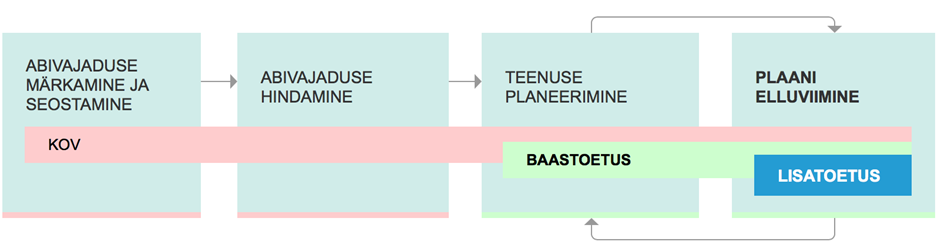 ABIVAJADUSE
MÄRKAMINE JA
SEOSTAMINE
ABIVAJADUSE
HINDAMINE
TEENUSE
PLANEERIMINE
PLAANI
ELLUVIIMINE
KOV
BAASTOETUS
LISATOETUS